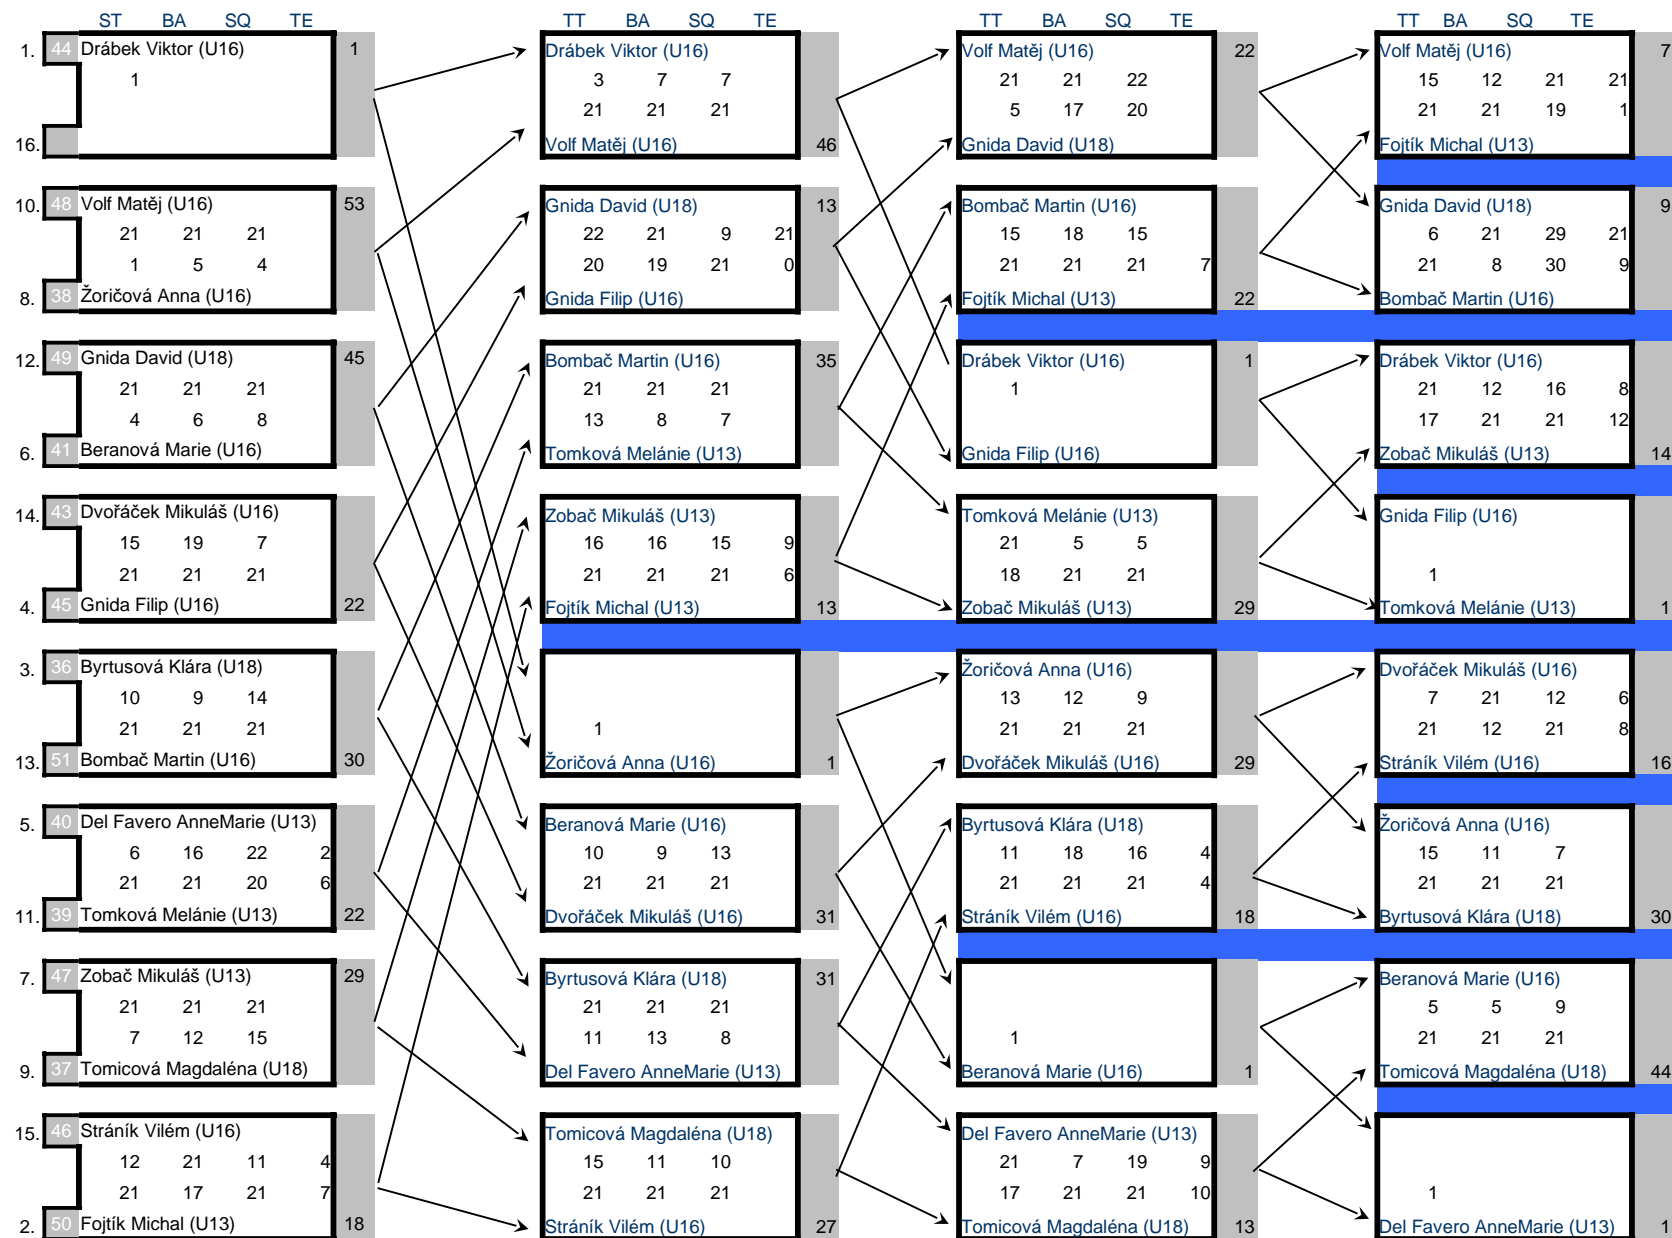 ST BA SQ TE
1. 44 Drábek Viktor (U16) 1
1
16.
10. 48 Volf Matěj (U16) 53
21 21 21
1 5 4
8. 38 Žoričová Anna (U16)
12. 49 Gnida David (U18) 45
21 21 21
4 6 8
6. 41 Beranová Marie (U16)
14. 43 Dvořáček Mikuláš (U16)
15 19 7
21 21 21
4. 45 Gnida Filip (U16) 22
3. 36 Byrtusová Klára (U18)
10 9 14
21 21 21
13. 51 Bombač Martin (U16) 30
5. 40 Del Favero AnneMarie (U13)
6 16 22 2
21 21 20 6
11. 39 Tomková Melánie (U13) 22
7. 47 Zobač Mikuláš (U13) 29
21 21 21
7 12 15
9. 37 Tomicová Magdaléna (U18)
15. 46 Stráník Vilém (U16)
12 21 11 4
21 17 21 7
2. 50 Fojtík Michal (U13) 18
TT BA SQ TE
Drábek Viktor (U16)
3 7 7
21 21 21
Volf Matěj (U16) 46
Gnida David (U18) 13
22 21 9 21
20 19 21 0
Gnida Filip (U16)
Bombač Martin (U16) 35
21 21 21
13 8 7
Tomková Melánie (U13)
Zobač Mikuláš (U13)
16 16 15 9
21 21 21 6
Fojtík Michal (U13) 13
1
Žoričová Anna (U16) 1
Beranová Marie (U16)
10 9 13
21 21 21
Dvořáček Mikuláš (U16) 31
Byrtusová Klára (U18) 31
21 21 21
11 13 8
Del Favero AnneMarie (U13)
Tomicová Magdaléna (U18)
15 11 10
21 21 21
Stráník Vilém (U16) 27
TT BA SQ TE
Volf Matěj (U16) 22
21 21 22
5 17 20
Gnida David (U18)
Bombač Martin (U16)
15 18 15
21 21 21 7
Fojtík Michal (U13) 22
Drábek Viktor (U16) 1
1
Gnida Filip (U16)
Tomková Melánie (U13)
21 5 5
18 21 21
Zobač Mikuláš (U13) 29
Žoričová Anna (U16)
13 12 9
21 21 21
Dvořáček Mikuláš (U16) 29
Byrtusová Klára (U18)
11 18 16 4
21 21 21 4
Stráník Vilém (U16) 18
1
Beranová Marie (U16) 1
Del Favero AnneMarie (U13)
21 7 19 9
17 21 21 10
Tomicová Magdaléna (U18) 13
TT BA SQ TE
Volf Matěj (U16) 7
15 12 21 21
21 21 19 1
Fojtík Michal (U13)
Gnida David (U18) 9
6 21 29 21
21 8 30 9
Bombač Martin (U16)
Drábek Viktor (U16)
21 12 16 8
17 21 21 12
Zobač Mikuláš (U13) 14
Gnida Filip (U16)
1
Tomková Melánie (U13) 1
Dvořáček Mikuláš (U16)
7 21 12 6
21 12 21 8
Stráník Vilém (U16) 16
Žoričová Anna (U16)
15 11 7
21 21 21
Byrtusová Klára (U18) 30
Beranová Marie (U16)
5 5 9
21 21 21
Tomicová Magdaléna (U18) 44
1
Del Favero AnneMarie (U13) 1